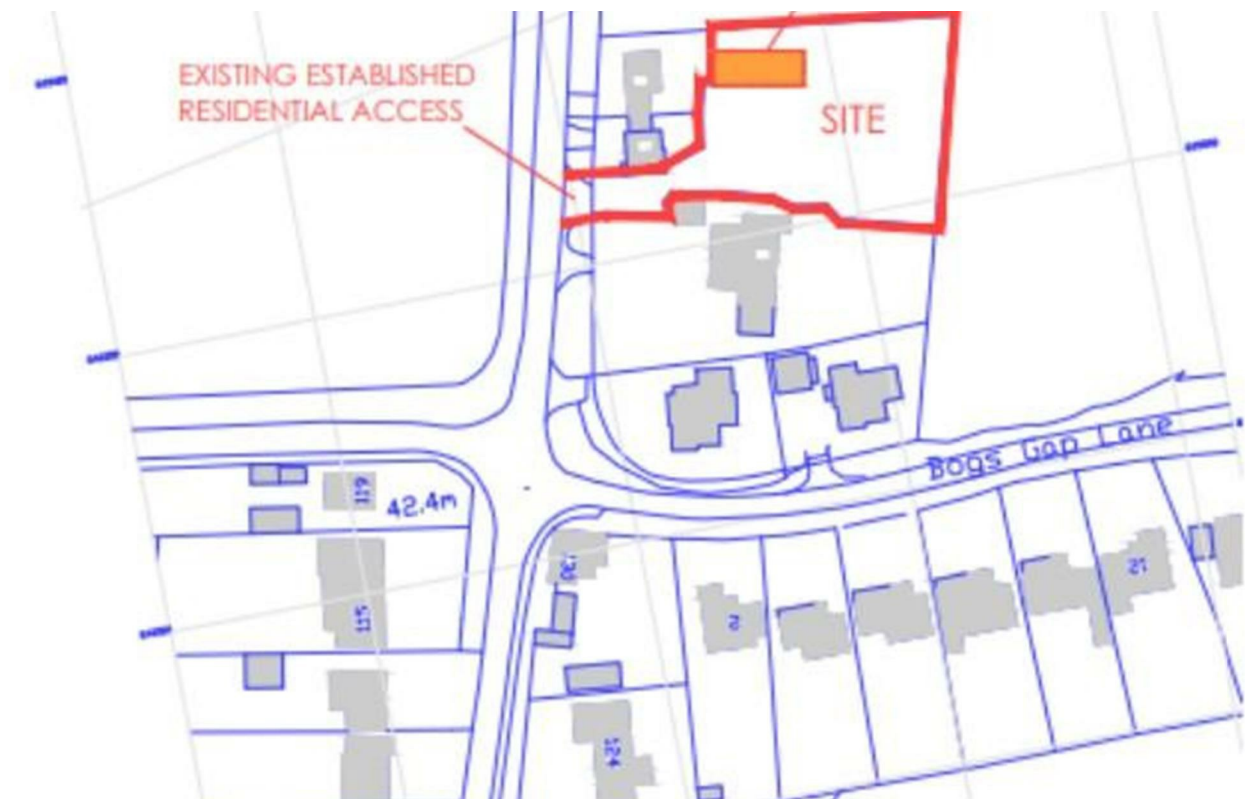 EXISTING ESTABLISHED
RESIDENTIAL ACCESS
SITE
Bogs Gap Lane
119
42.4m
130
115
2
12
124